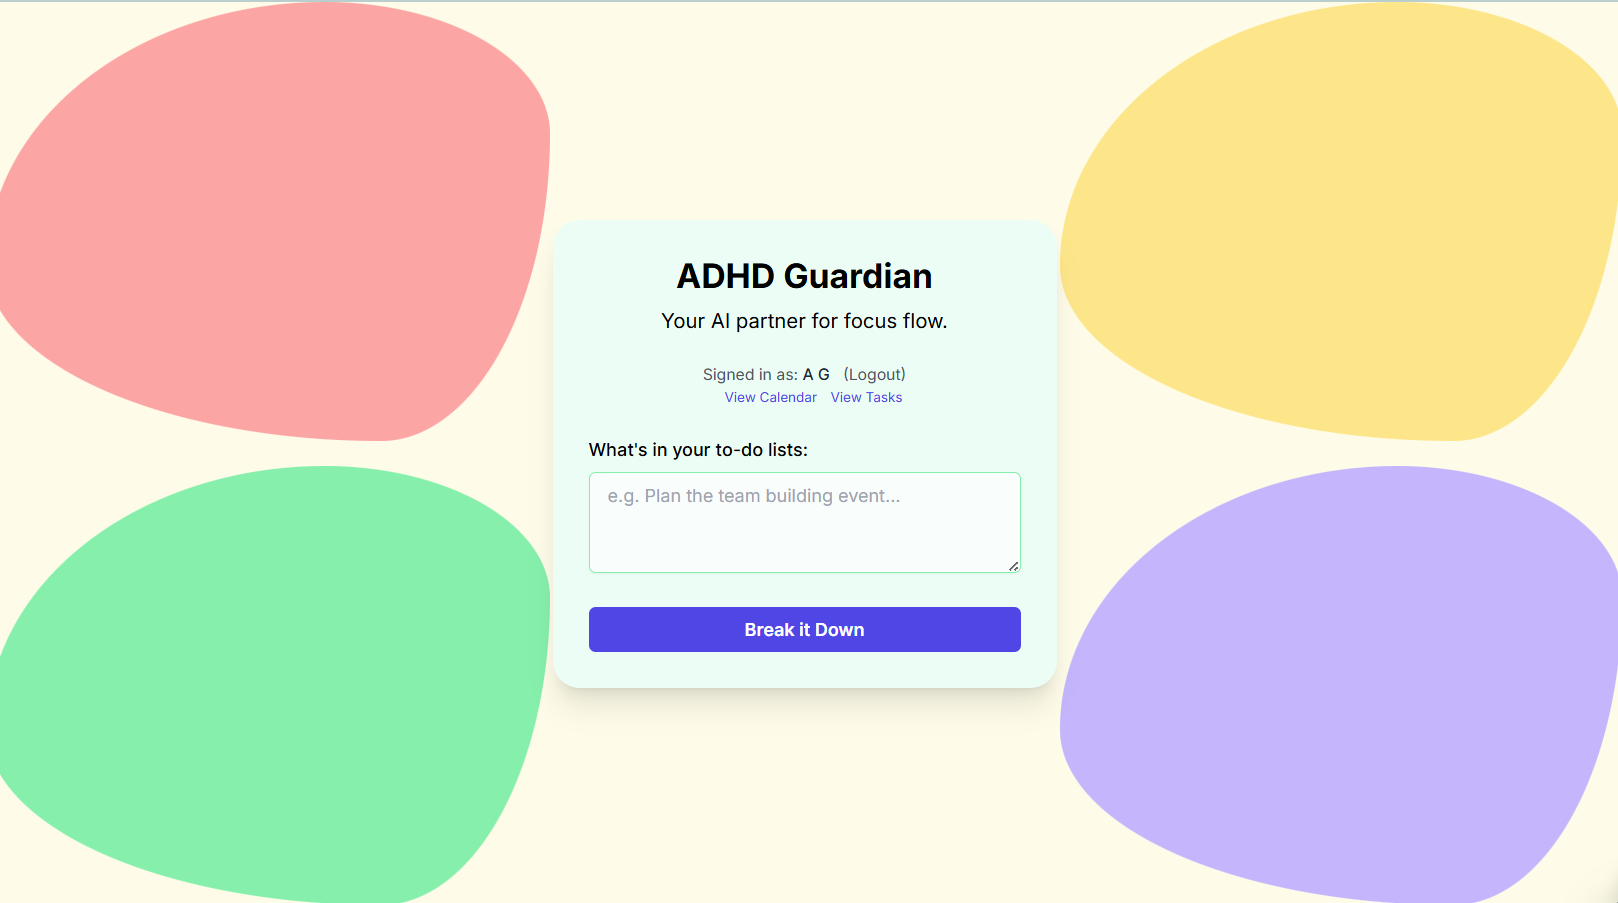 ADHD Guardian
Your AI partner for focus flow.
Signed in as: A G (Logout)
View Calendar View Tasks
What's in your to-do lists:
e.g. Plan the team building event...
Break it Down